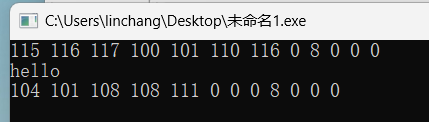 C:\Users\linchang\Desktop\未命名1.exe
115 116 117 100 101 110 116 0 8 0 0 0
hello
104 101 108 108 111 0 0 0 8 0 0 0